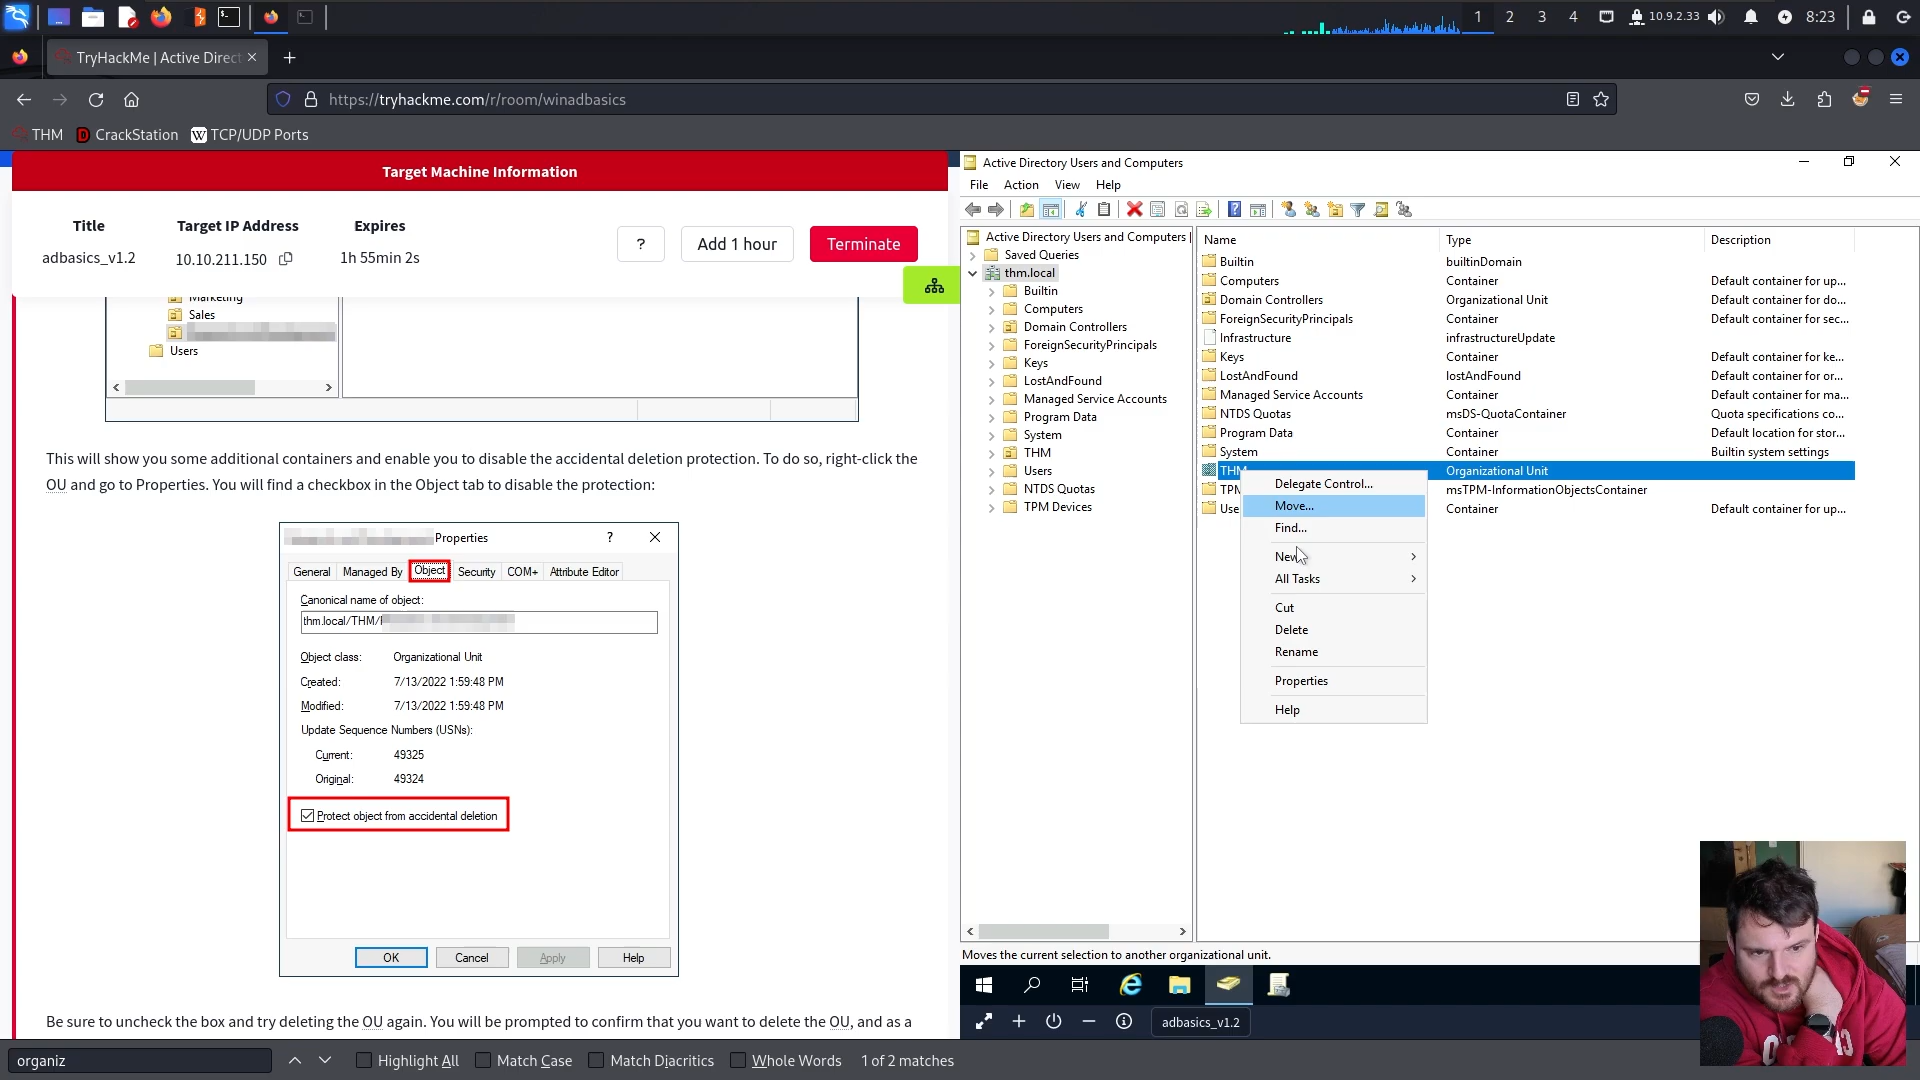 10.9.2.33
8:23
1
2
3
4
TryHackMe | Active Direct
https://tryhackme.com/r/room/winadbasics
THM
CrackStation
TCP/UDP Ports
Target Machine Information
Title
Target IP Address
Expires
adbasics_v1.2
10.10.211.150
1h 55min 2s
?
Add 1 hour
Terminate
Marketing
Sales
Users
This will show you some additional containers and enable you to disable the accidental deletion protection. To do so, right-click the
OU and go to Properties. You will find a checkbox in the Object tab to disable the protection:
Properties
?
General
Managed By
Object
Security
COM+
Attribute Editor
Canonical name of object:
thm.local/THM/
Object class:
Organizational Unit
Created:
7/13/2022 1:59:48 PM
Modified:
7/13/2022 1:59:48 PM
Update Sequence Numbers (USNs):
Current:
49325
Original:
49324
Protect object from accidental deletion
OK
Cancel
Apply
Help
Be sure to uncheck the box and try deleting the OU again. You will be prompted to confirm that you want to delete the OU, and as a
Active Directory Users and Computers
File
Action
View
Help
Active Directory Users and Computers
Saved Queries
thm.local
Builtin
Computers
Domain Controllers
ForeignSecurityPrincipals
Keys
LostAndFound
Managed Service Accounts
Program Data
System
THM
Users
NTDS Quotas
TPM Devices
Name
Type
Description
Builtin
builtinDomain
Computers
Container
Default container for up...
Domain Controllers
Organizational Unit
Default container for do...
ForeignSecurityPrincipals
Container
Default container for sec...
Infrastructure
infrastructureUpdate
Keys
Container
Default container for ke...
LostAndFound
lostAndFound
Default container for or...
Managed Service Accounts
Container
Default container for ma...
NTDS Quotas
msDS-QuotaContainer
Quota specifications co...
Program Data
Container
Default location for stor...
System
Container
Builtin system settings
THM
Organizational Unit
TPM
msTPM-InformationObjectsContainer
Use
Container
Default container for up...
Delegate Control...
Move...
Find...
New
All Tasks
Cut
Delete
Rename
Properties
Help
Moves the current selection to another organizational unit.
adbasics_v1.2
organiz
Highlight All
Match Case
Match Diacritics
Whole Words
1 of 2 matches